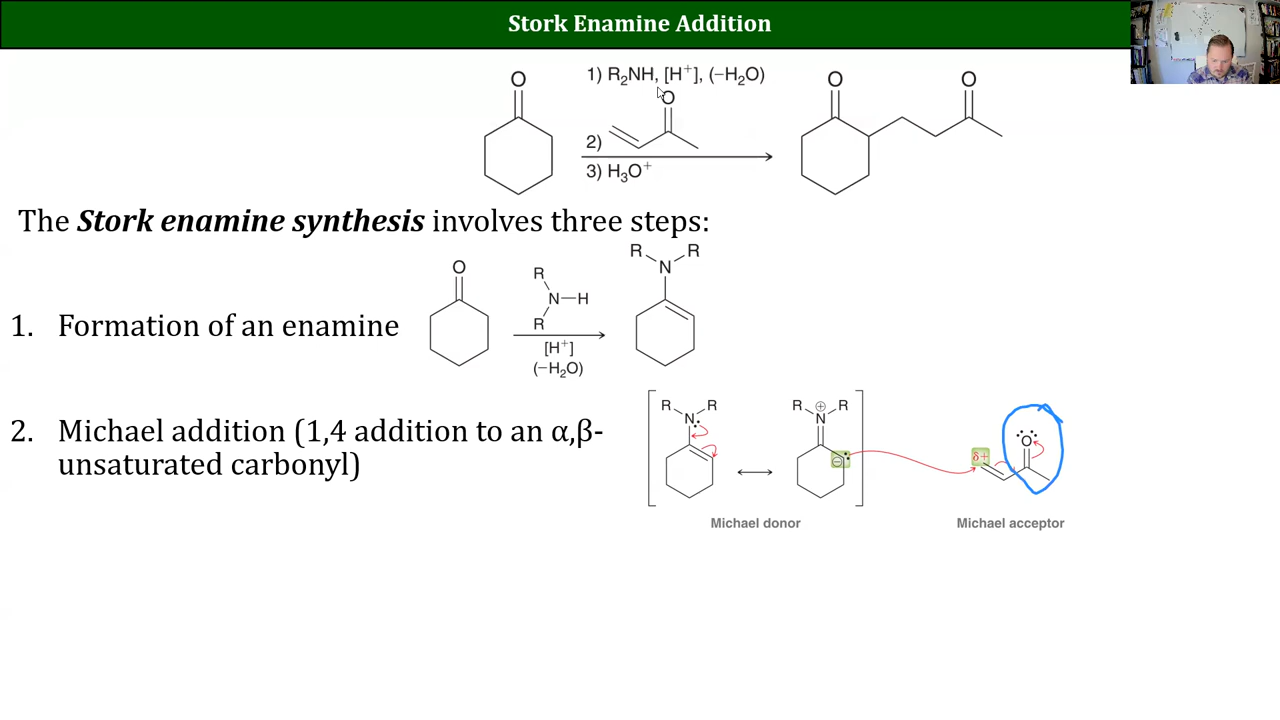 Stork Enamine Addition
O
1) R₂NH, [H⁺], (−H₂O)
O
2)
3) H₃O⁺
O
O
The Stork enamine synthesis involves three steps:
1. Formation of an enamine
O
R
N—H
R
[H⁺]
(−H₂O)
R R
N
2. Michael addition (1,4 addition to an α,β-
unsaturated carbonyl)
R R
N:
R ⊕ R
N
⊖:
δ+
O
Michael donor
Michael acceptor